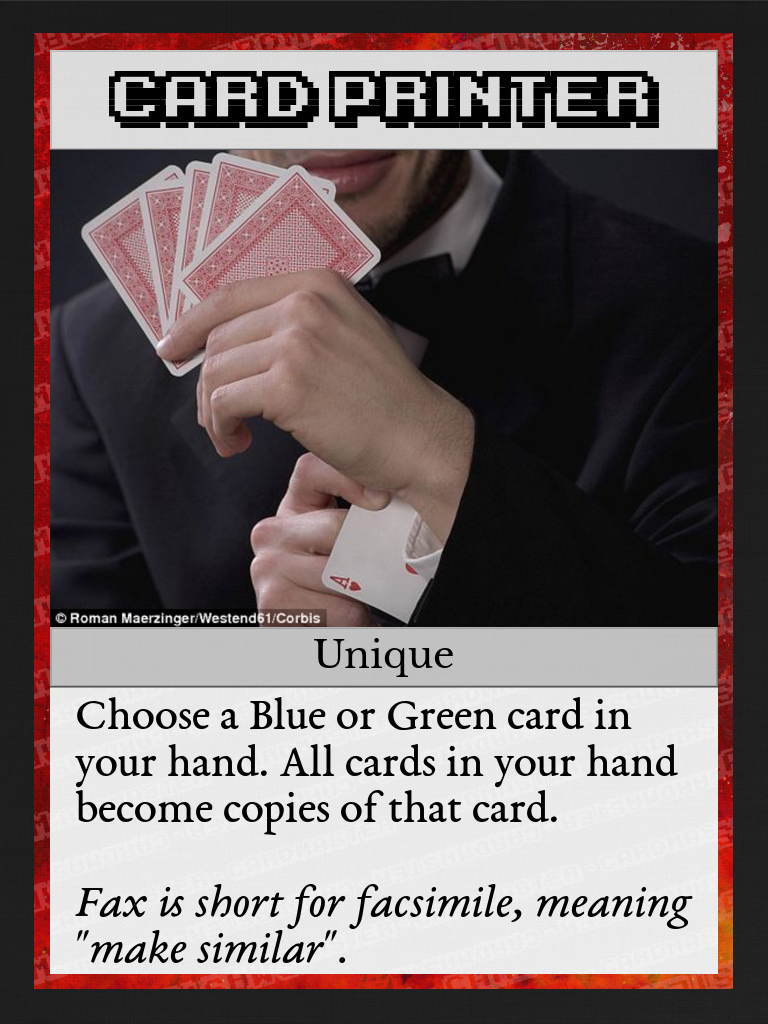 CARD PRINTER
A
© Roman Maerzinger/Westend61/Corbis
Unique
Choose a Blue or Green card in
your hand. All cards in your hand
become copies of that card.
Fax is short for facsimile, meaning
"make similar".